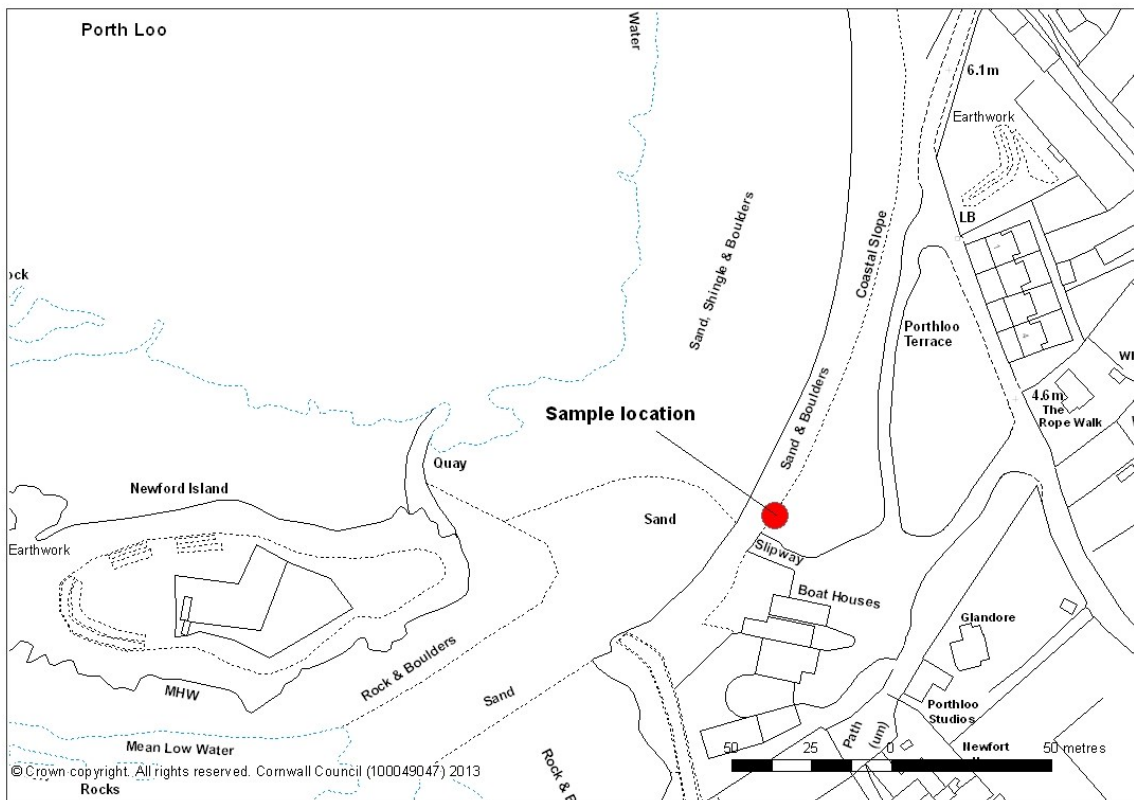 Porth Loo
Water
6.1m
Earthwork
LB
Coastal Slope
Sand, Shingle & Boulders
1
Porthloo
Terrace
4
4.6m
The
Rope Walk
Sample location
Sand & Boulders
Quay
Newford Island
Sand
Earthwork
Slipway
Boat Houses
Glandore
Rock & Boulders
MHW
Sand
Porthloo
Studios
Path
(um)
Mean Low Water
50 25 0 50 metres
Newfort
© Crown copyright. All rights reserved. Cornwall Council (100049047) 2013
Rocks
Rock &